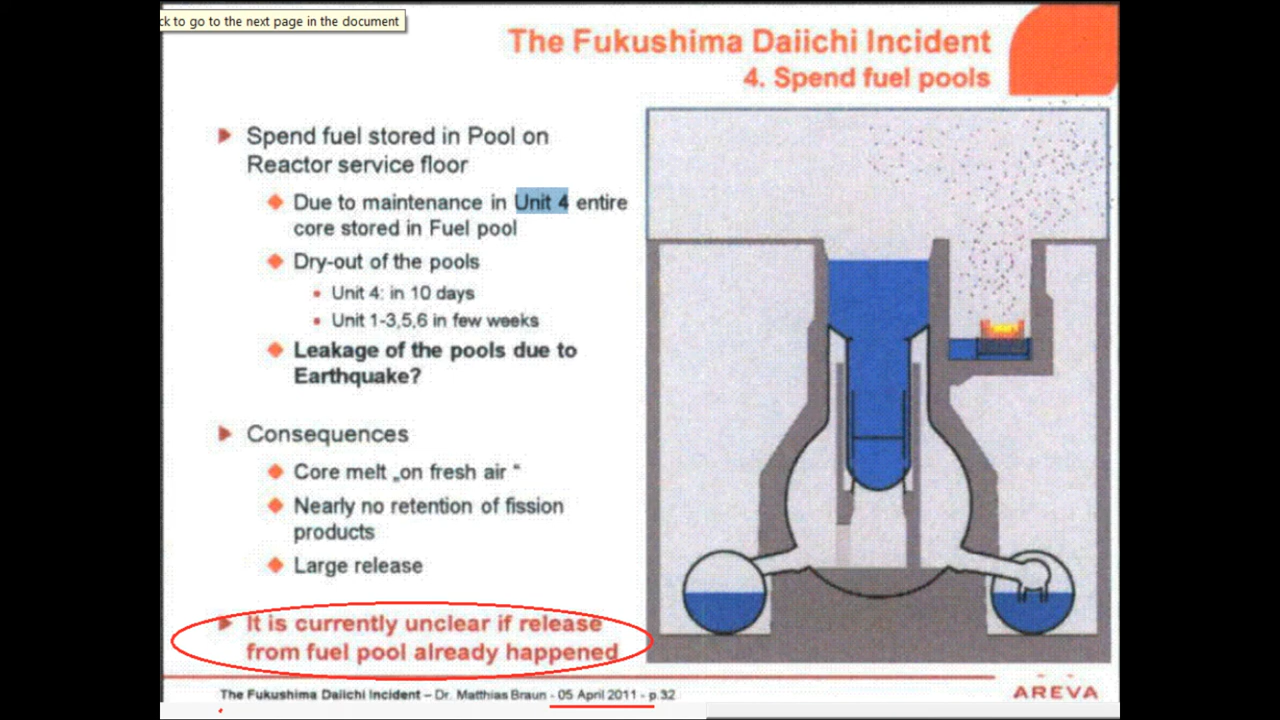 ck to go to the next page in the document
The Fukushima Daiichi Incident
4. Spend fuel pools
Spend fuel stored in Pool on
Reactor service floor
Due to maintenance in Unit 4 entire
core stored in Fuel pool
Dry-out of the pools
Unit 4: in 10 days
Unit 1-3,5,6 in few weeks
Leakage of the pools due to
Earthquake?
Consequences
Core melt „on fresh air “
Nearly no retention of fission
products
Large release
It is currently unclear if release
from fuel pool already happened
The Fukushima Daiichi Incident – Dr. Matthias Braun - 05 April 2011 - p.32
AREVA